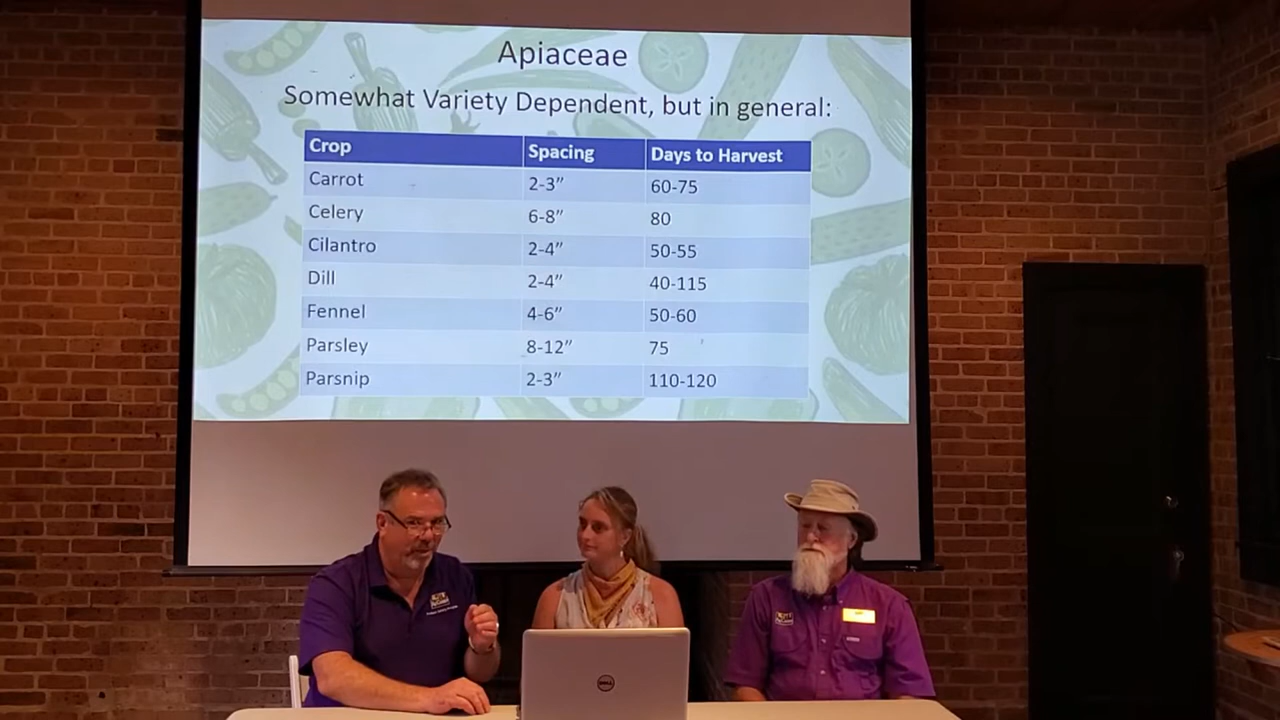 Apiaceae
Somewhat Variety Dependent, but in general:
Crop Spacing Days to Harvest
Carrot 2-3” 60-75
Celery 6-8” 80
Cilantro 2-4” 50-55
Dill 2-4” 40-115
Fennel 4-6” 50-60
Parsley 8-12” 75
Parsnip 2-3” 110-120
DELL